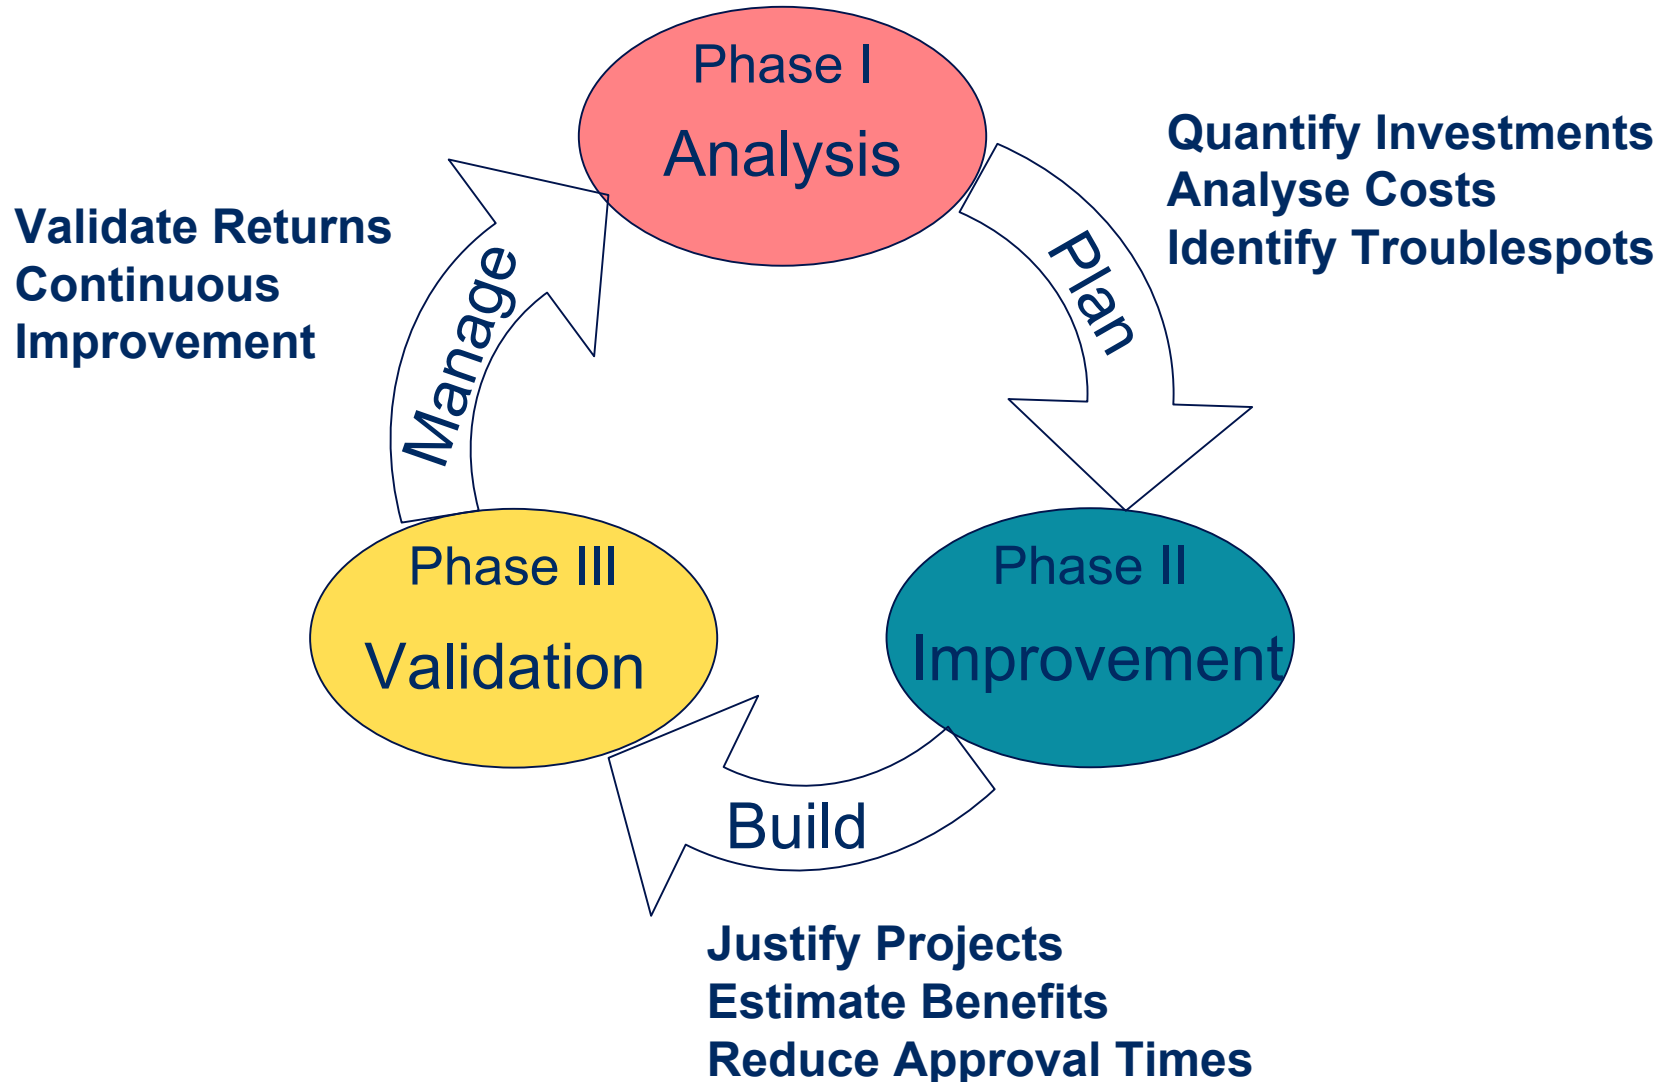 Phase I
Analysis
Quantify Investments
Analyse Costs
Identify Troublespots
Plan
Phase II
Improvement
Build
Justify Projects
Estimate Benefits
Reduce Approval Times
Phase III
Validation
Manage
Validate Returns
Continuous
Improvement